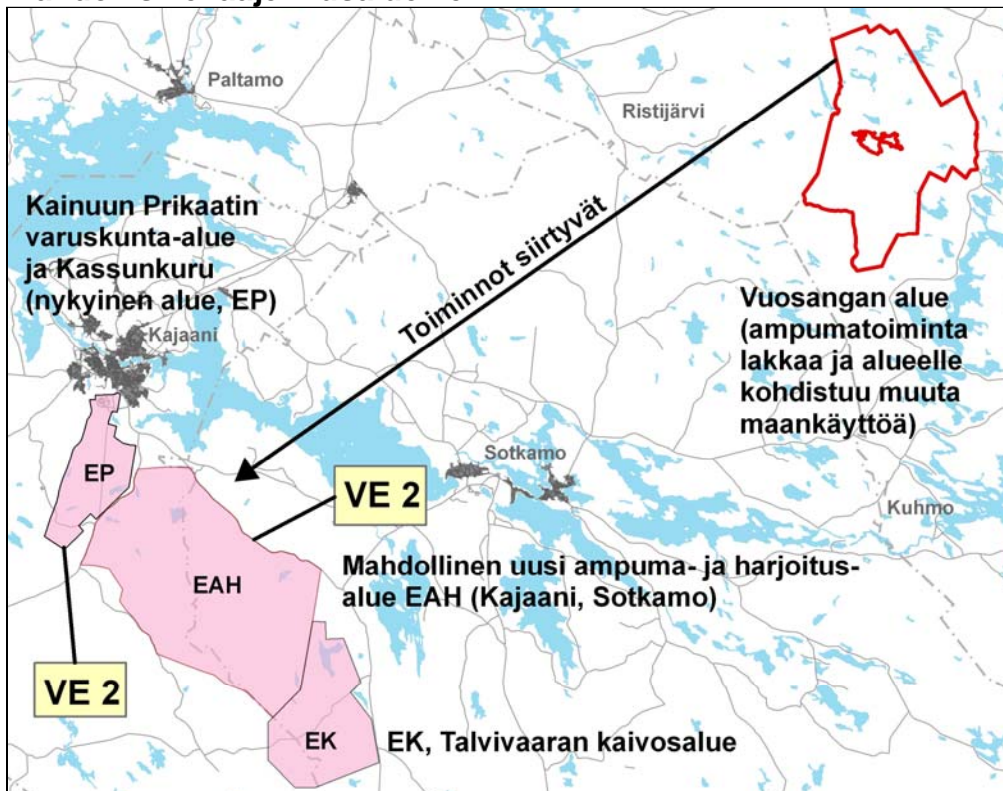 Paltamo
Ristijärvi
Kainuun Prikaatin
varuskunta-alue
ja Kassunkuru
(nykyinen alue, EP)
Toiminnot siirtyvät
Vuosangan alue
(ampumatoiminta
lakkaa ja alueelle
kohdistuu muuta
maankäyttöä)
Kajaani
Sotkamo
Kuhmo
EP
VE 2
EAH
Mahdollinen uusi ampuma- ja harjoitus-
alue EAH (Kajaani, Sotkamo)
VE 2
EK
EK, Talvivaaran kaivosalue